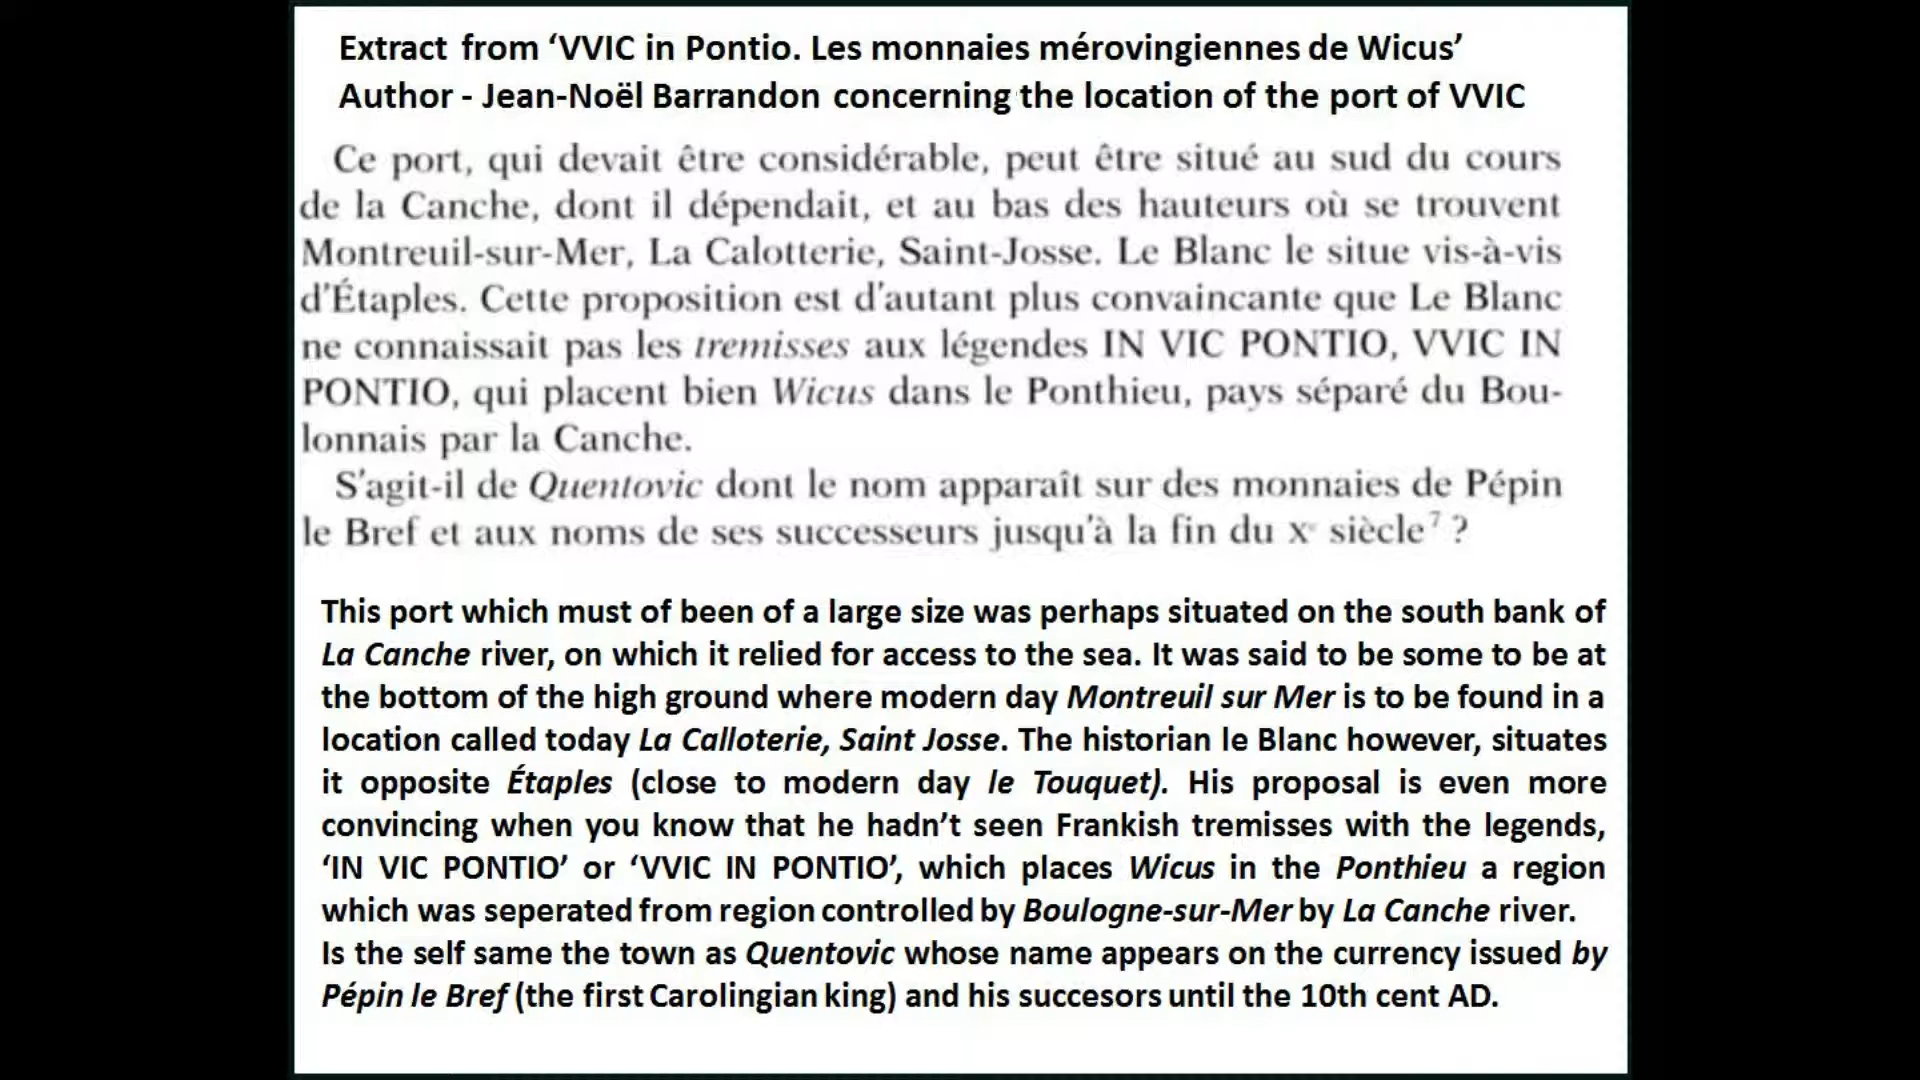 Extract from ‘VVIC in Pontio. Les monnaies mérovingiennes de Wicus’
Author - Jean-Noël Barrandon concerning the location of the port of VVIC
Ce port, qui devait être considérable, peut être situé au sud du cours
de la Canche, dont il dépendait, et au bas des hauteurs où se trouvent
Montreuil-sur-Mer, La Calotterie, Saint-Josse. Le Blanc le situe vis-à-vis
d'Étaples. Cette proposition est d'autant plus convaincante que Le Blanc
ne connaissait pas les tremisses aux légendes IN VIC PONTIO, VVIC IN
PONTIO, qui placent bien Wicus dans le Ponthieu, pays séparé du Bou-
lonnais par la Canche.
S'agit-il de Quentovic dont le nom apparaît sur des monnaies de Pépin
le Bref et aux noms de ses successeurs jusqu'à la fin du Xe siècle7 ?
This port which must of been of a large size was perhaps situated on the south bank of
La Canche river, on which it relied for access to the sea. It was said to be some to be at
the bottom of the high ground where modern day Montreuil sur Mer is to be found in a
location called today La Calloterie, Saint Josse. The historian le Blanc however, situates
it opposite Étaples (close to modern day le Touquet). His proposal is even more
convincing when you know that he hadn’t seen Frankish tremisses with the legends,
‘IN VIC PONTIO’ or ‘VVIC IN PONTIO’, which places Wicus in the Ponthieu a region
which was seperated from region controlled by Boulogne-sur-Mer by La Canche river.
Is the self same the town as Quentovic whose name appears on the currency issued by
Pépin le Bref (the first Carolingian king) and his succesors until the 10th cent AD.